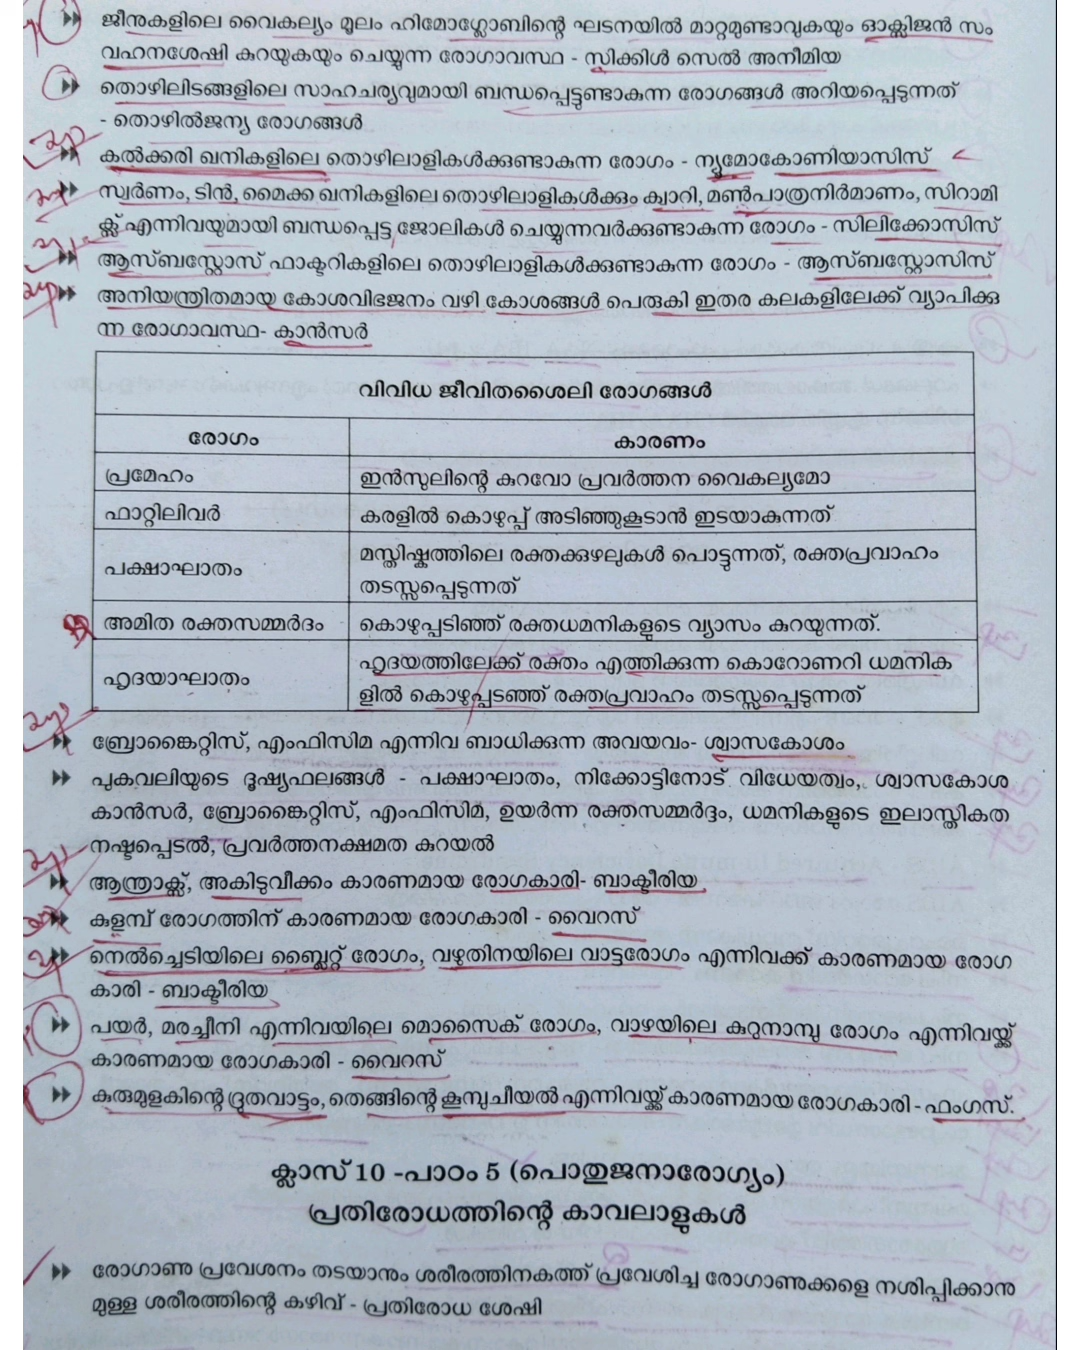 ജീനുകളിലെ വൈകല്യം മൂലം ഹിമോഗ്ലോബിന്റെ ഘടനയിൽ മാറ്റമുണ്ടാവുകയും ഓക്സിജൻ സം
വഹനശേഷി കുറയുകയും ചെയ്യുന്ന രോഗാവസ്ഥ - സിക്കിൾ സെൽ അനീമിയ
തൊഴിലിടങ്ങളിലെ സാഹചര്യവുമായി ബന്ധപ്പെട്ടുണ്ടാകുന്ന രോഗങ്ങൾ അറിയപ്പെടുന്നത്
- തൊഴിൽജന്യ രോഗങ്ങൾ
കൽക്കരി ഖനികളിലെ തൊഴിലാളികൾക്കുണ്ടാകുന്ന രോഗം - ന്യൂമോകോണിയാസിസ്
സ്വർണം, ടിൻ, മൈക്ക ഖനികളിലെ തൊഴിലാളികൾക്കും ക്വാറി, മൺപാത്രനിർമാണം, സിറാമി
ക്സ് എന്നിവയുമായി ബന്ധപ്പെട്ട ജോലികൾ ചെയ്യുന്നവർക്കുണ്ടാകുന്ന രോഗം - സിലിക്കോസിസ്
ആസ്ബസ്റ്റോസ് ഫാക്ടറികളിലെ തൊഴിലാളികൾക്കുണ്ടാകുന്ന രോഗം - ആസ്ബസ്റ്റോസിസ്
അനിയന്ത്രിതമായ കോശവിഭജനം വഴി കോശങ്ങൾ പെരുകി ഇതര കലകളിലേക്ക് വ്യാപിക്കു
ന്ന രോഗാവസ്ഥ- കാൻസർ
വിവിധ ജീവിതശൈലി രോഗങ്ങൾ
രോഗം കാരണം
പ്രമേഹം ഇൻസുലിന്റെ കുറവോ പ്രവർത്തന വൈകല്യമോ
ഫാറ്റിലിവർ കരളിൽ കൊഴുപ്പ് അടിഞ്ഞുകൂടാൻ ഇടയാകുന്നത്
പക്ഷാഘാതം മസ്തിഷ്കത്തിലെ രക്തക്കുഴലുകൾ പൊട്ടുന്നത്, രക്തപ്രവാഹം
തടസ്സപ്പെടുന്നത്
അമിത രക്തസമ്മർദം കൊഴുപ്പടിഞ്ഞ് രക്തധമനികളുടെ വ്യാസം കുറയുന്നത്.
ഹൃദയാഘാതം ഹൃദയത്തിലേക്ക് രക്തം എത്തിക്കുന്ന കൊറോണറി ധമനിക
ളിൽ കൊഴുപ്പടഞ്ഞ് രക്തപ്രവാഹം തടസ്സപ്പെടുന്നത്
ബ്രോങ്കൈറ്റിസ്, എംഫിസിമ എന്നിവ ബാധിക്കുന്ന അവയവം- ശ്വാസകോശം
പുകവലിയുടെ ദൂഷ്യഫലങ്ങൾ - പക്ഷാഘാതം, നിക്കോട്ടിനോട് വിധേയത്വം, ശ്വാസകോശ
കാൻസർ, ബ്രോങ്കൈറ്റിസ്, എംഫിസിമ, ഉയർന്ന രക്തസമ്മർദ്ദം, ധമനികളുടെ ഇലാസ്തികത
നഷ്ടപ്പെടൽ, പ്രവർത്തനക്ഷമത കുറയൽ
ആന്ത്രാക്സ്, അകിടുവീക്കം കാരണമായ രോഗകാരി- ബാക്ടീരിയ
കുളമ്പ് രോഗത്തിന് കാരണമായ രോഗകാരി - വൈറസ്
നെൽച്ചെടിയിലെ ബ്ലൈറ്റ് രോഗം, വഴുതിനയിലെ വാട്ടരോഗം എന്നിവക്ക് കാരണമായ രോഗ
കാരി - ബാക്ടീരിയ
പയർ, മരച്ചീനി എന്നിവയിലെ മൊസൈക് രോഗം, വാഴയിലെ കുറുനാമ്പു രോഗം എന്നിവയ്ക്ക്
കാരണമായ രോഗകാരി - വൈറസ്
കുരുമുളകിന്റെ ദ്രുതവാട്ടം, തെങ്ങിന്റെ കൂമ്പുചീയൽ എന്നിവയ്ക്ക് കാരണമായ രോഗകാരി - ഫംഗസ്.
ക്ലാസ് 10 -പാഠം 5 (പൊതുജനാരോഗ്യം)
പ്രതിരോധത്തിന്റെ കാവലാളുകൾ
രോഗാണു പ്രവേശനം തടയാനും ശരീരത്തിനകത്ത് പ്രവേശിച്ച രോഗാണുക്കളെ നശിപ്പിക്കാനു
മുള്ള ശരീരത്തിന്റെ കഴിവ് - പ്രതിരോധ ശേഷി